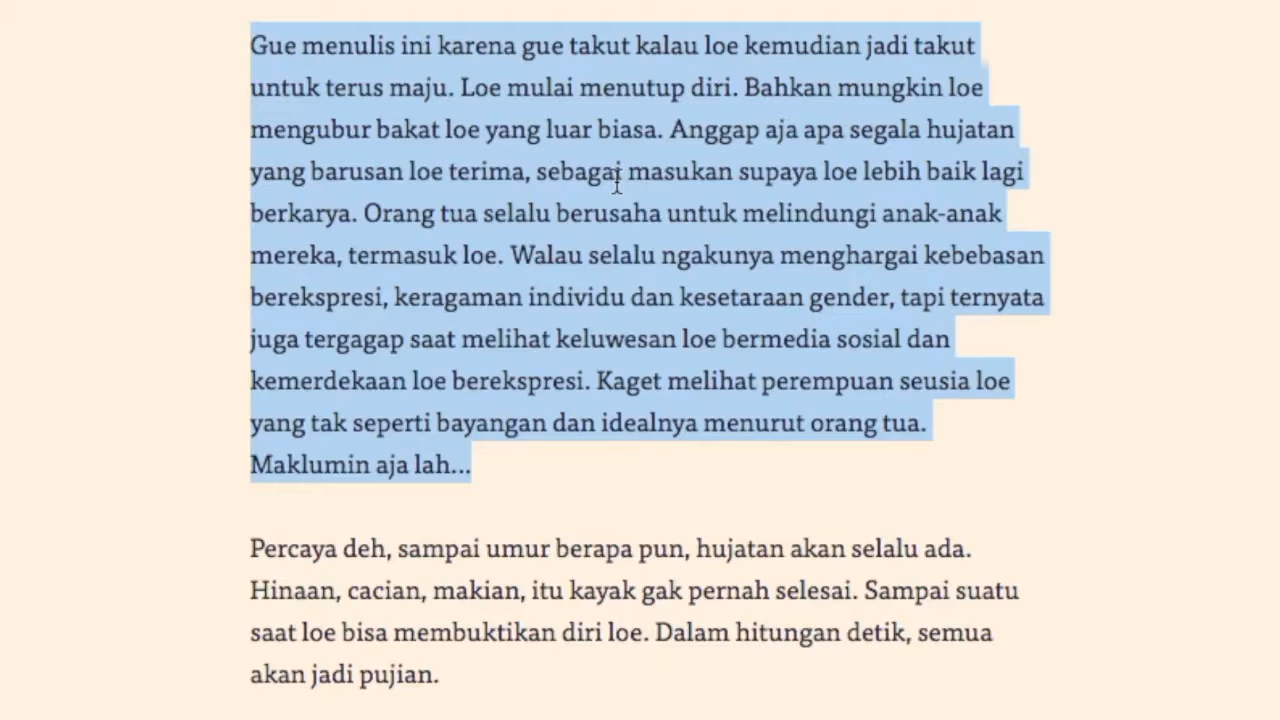 Gue menulis ini karena gue takut kalau loe kemudian jadi takut
untuk terus maju. Loe mulai menutup diri. Bahkan mungkin loe
mengubur bakat loe yang luar biasa. Anggap aja apa segala hujatan
yang barusan loe terima, sebagai masukan supaya loe lebih baik lagi
berkarya. Orang tua selalu berusaha untuk melindungi anak-anak
mereka, termasuk loe. Walau selalu ngakunya menghargai kebebasan
berekspresi, keragaman individu dan kesetaraan gender, tapi ternyata
juga tergagap saat melihat keluwesan loe bermedia sosial dan
kemerdekaan loe berekspresi. Kaget melihat perempuan seusia loe
yang tak seperti bayangan dan idealnya menurut orang tua.
Maklumin aja lah...
Percaya deh, sampai umur berapa pun, hujatan akan selalu ada.
Hinaan, cacian, makian, itu kayak gak pernah selesai. Sampai suatu
saat loe bisa membuktikan diri loe. Dalam hitungan detik, semua
akan jadi pujian.